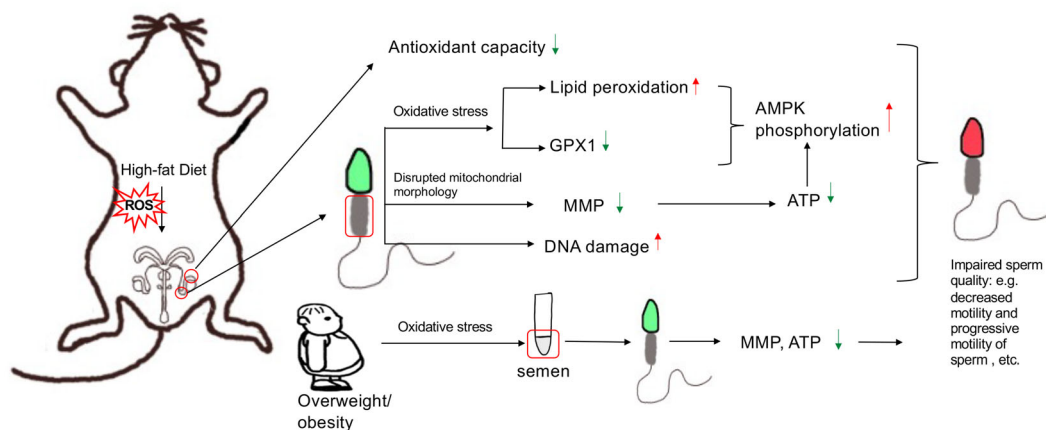 High-fat Diet
ROS
Antioxidant capacity
Oxidative stress
Lipid peroxidation
GPX1
AMPK
phosphorylation
Disrupted mitochondrial
morphology
MMP
ATP
DNA damage
Impaired sperm
quality: e.g.
decreased
motility and
progressive
motility of
sperm , etc.
Overweight/
obesity
Oxidative stress
semen
MMP, ATP